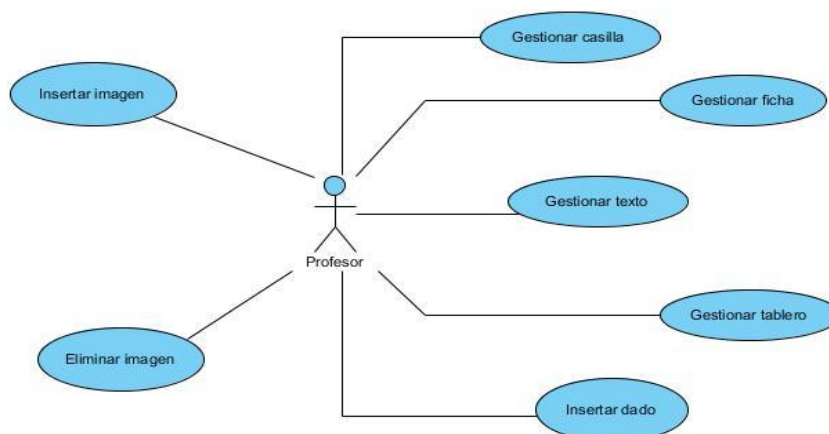 Gestionar casilla
Insertar imagen
Gestionar ficha
Gestionar texto
Profesor
Gestionar tablero
Eliminar imagen
Insertar dado